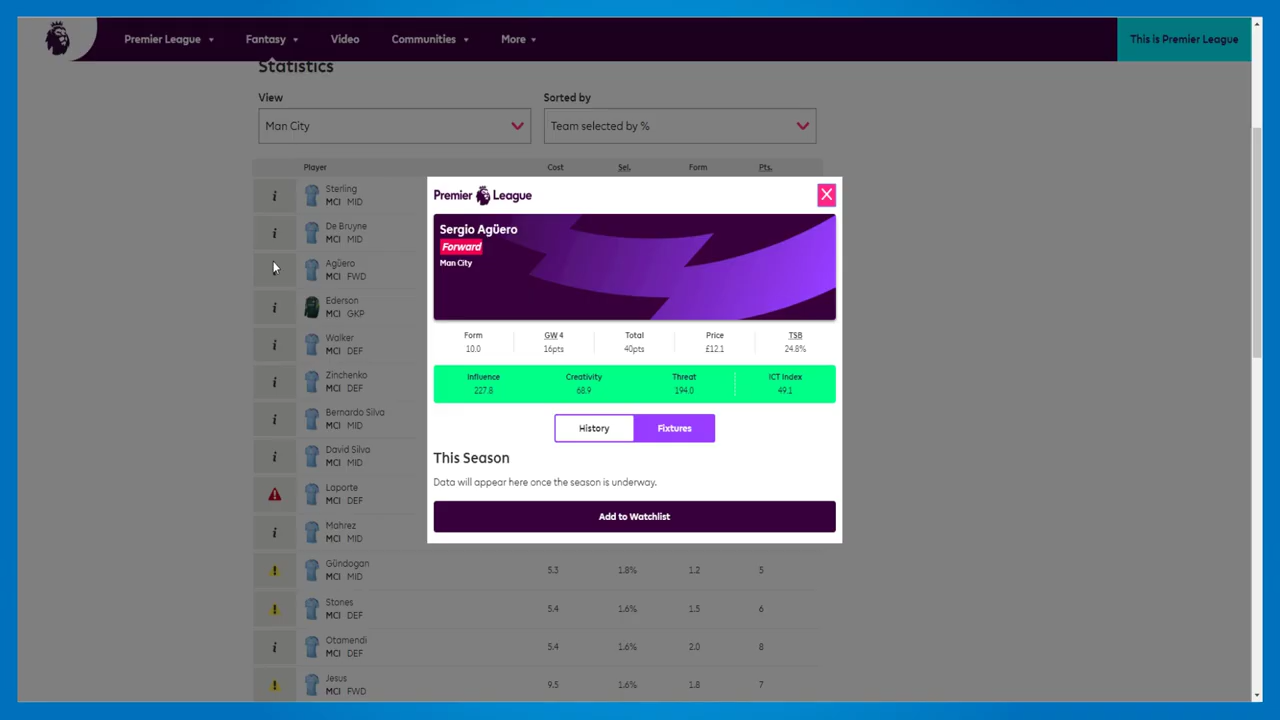 Premier League
Fantasy
Video
Communities
More
This is Premier League
Statistics
View
Sorted by
Man City
Team selected by %
Player
Cost
Sel.
Form
Pts.
i
Sterling
MCI MID
i
De Bruyne
MCI MID
Agüero
MCI FWD
i
Ederson
MCI GKP
i
Walker
MCI DEF
i
Zinchenko
MCI DEF
i
Bernardo Silva
MCI MID
i
David Silva
MCI MID
Laporte
MCI DEF
i
Mahrez
MCI MID
Gündogan
MCI MID
5.3
1.8%
1.2
5
Stones
MCI DEF
5.4
1.6%
1.5
6
i
Otamendi
MCI DEF
5.4
1.6%
2.0
8
Jesus
MCI FWD
9.5
1.6%
1.8
7
Premier League
X
Sergio Agüero
Forward
Man City
Form
GW 4
Total
Price
TSB
10.0
16pts
40pts
£12.1
24.8%
Influence
Creativity
Threat
ICT Index
227.8
68.9
194.0
49.1
History
Fixtures
This Season
Data will appear here once the season is underway.
Add to Watchlist